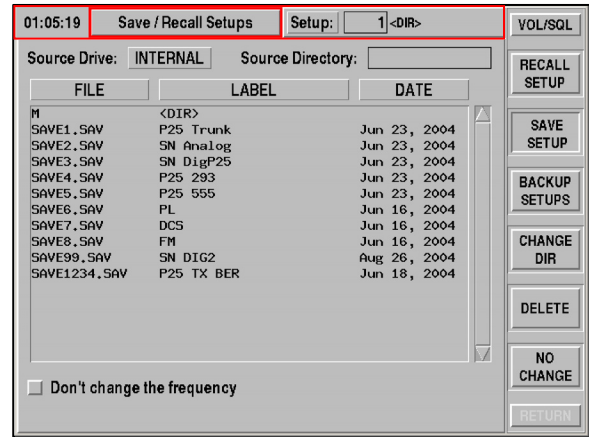 01:05:19 Save / Recall Setups Setup: 1 <DIR>
Source Drive: INTERNAL Source Directory:
FILE LABEL DATE
M <DIR>
SAVE1.SAV P25 Trunk Jun 23, 2004
SAVE2.SAV SN Analog Jun 23, 2004
SAVE3.SAV SN DigP25 Jun 23, 2004
SAVE4.SAV P25 293 Jun 23, 2004
SAVE5.SAV P25 555 Jun 23, 2004
SAVE6.SAV PL Jun 16, 2004
SAVE7.SAV DCS Jun 16, 2004
SAVE8.SAV FM Jun 16, 2004
SAVE99.SAV SN DIG2 Aug 26, 2004
SAVE1234.SAV P25 TX BER Jun 18, 2004
Don't change the frequency
VOL/SQL
RECALL
SETUP
SAVE
SETUP
BACKUP
SETUPS
CHANGE
DIR
DELETE
NO
CHANGE
RETURN